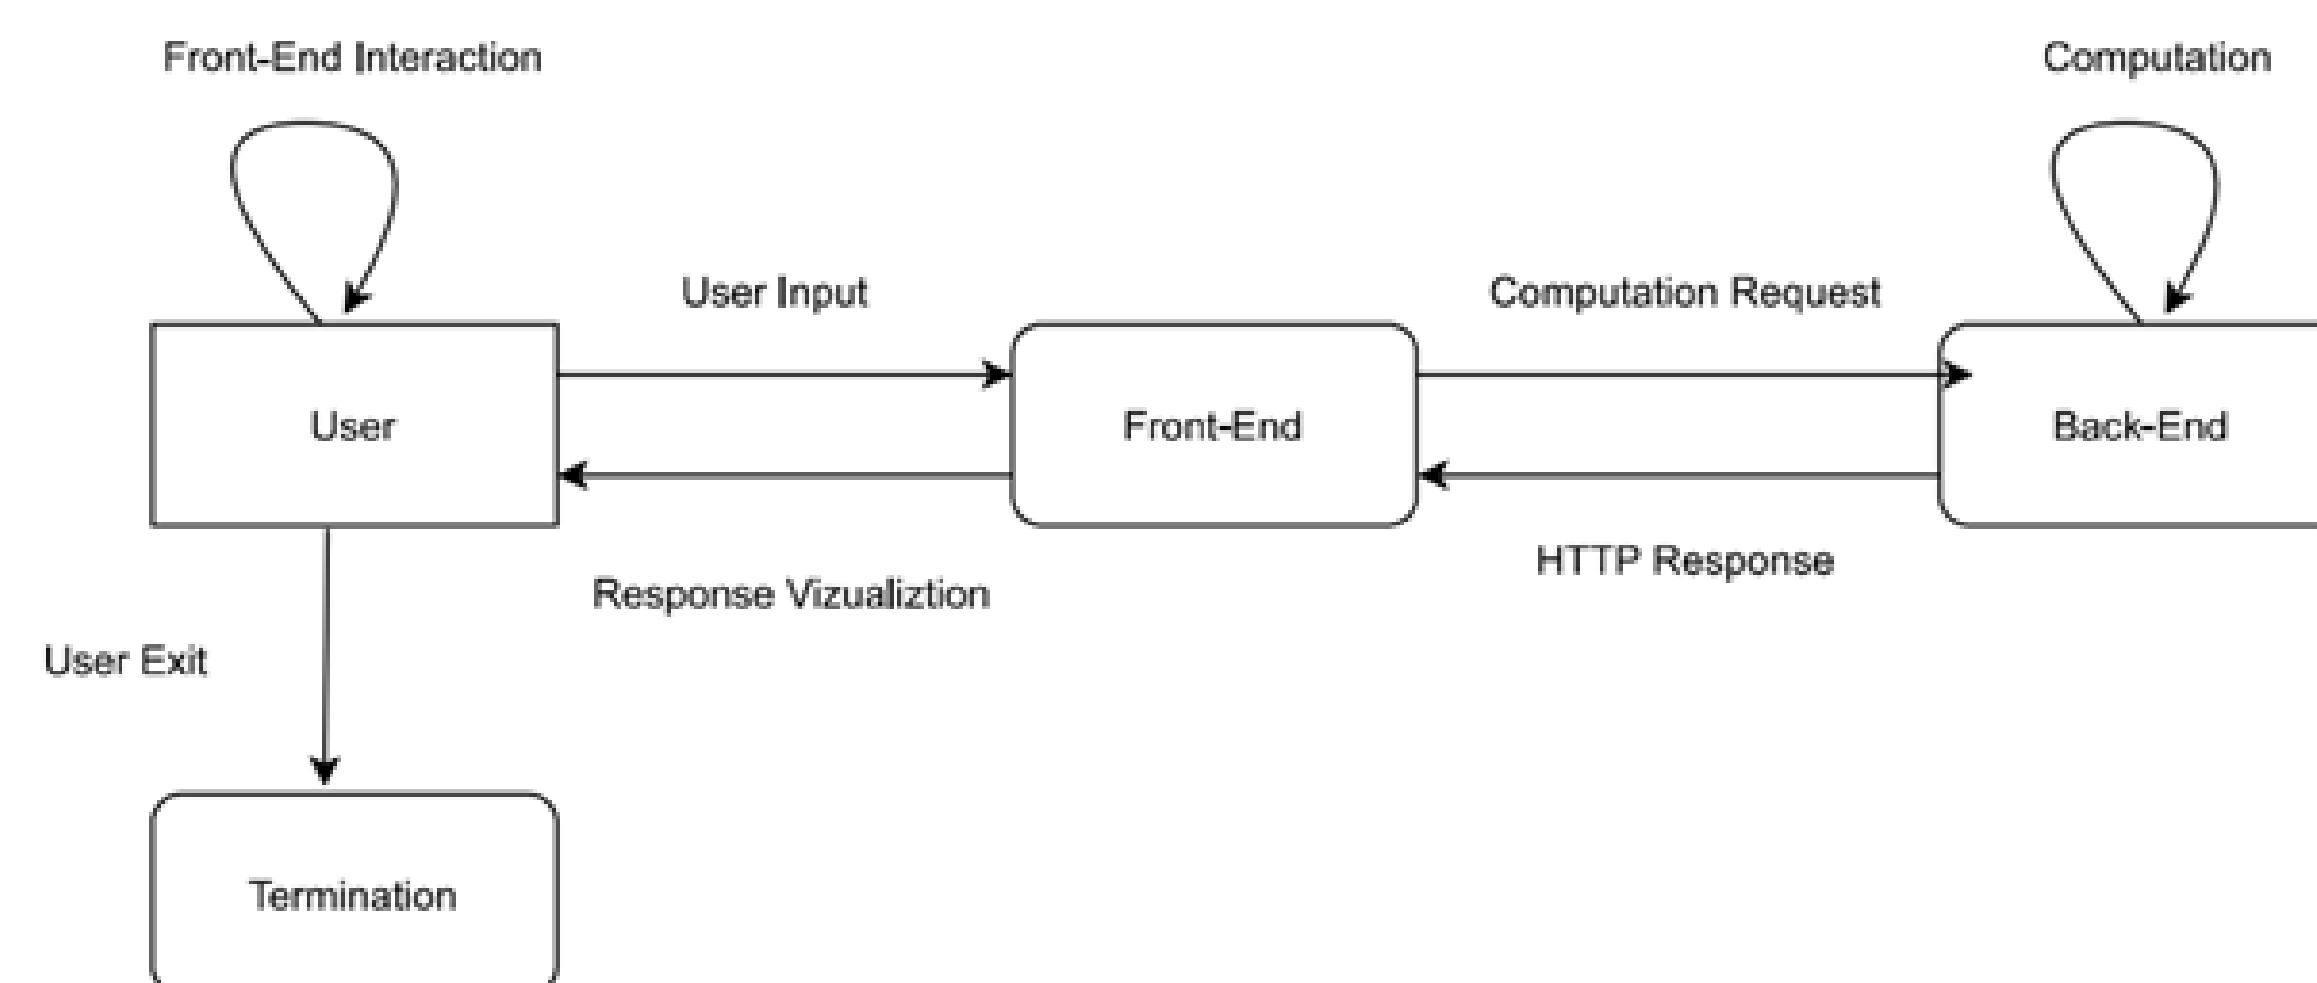 Front-End Interaction
Computation
User Input
Computation Request
User
Front-End
Back-End
HTTP Response
Response Vizualiztion
User Exit
Termination